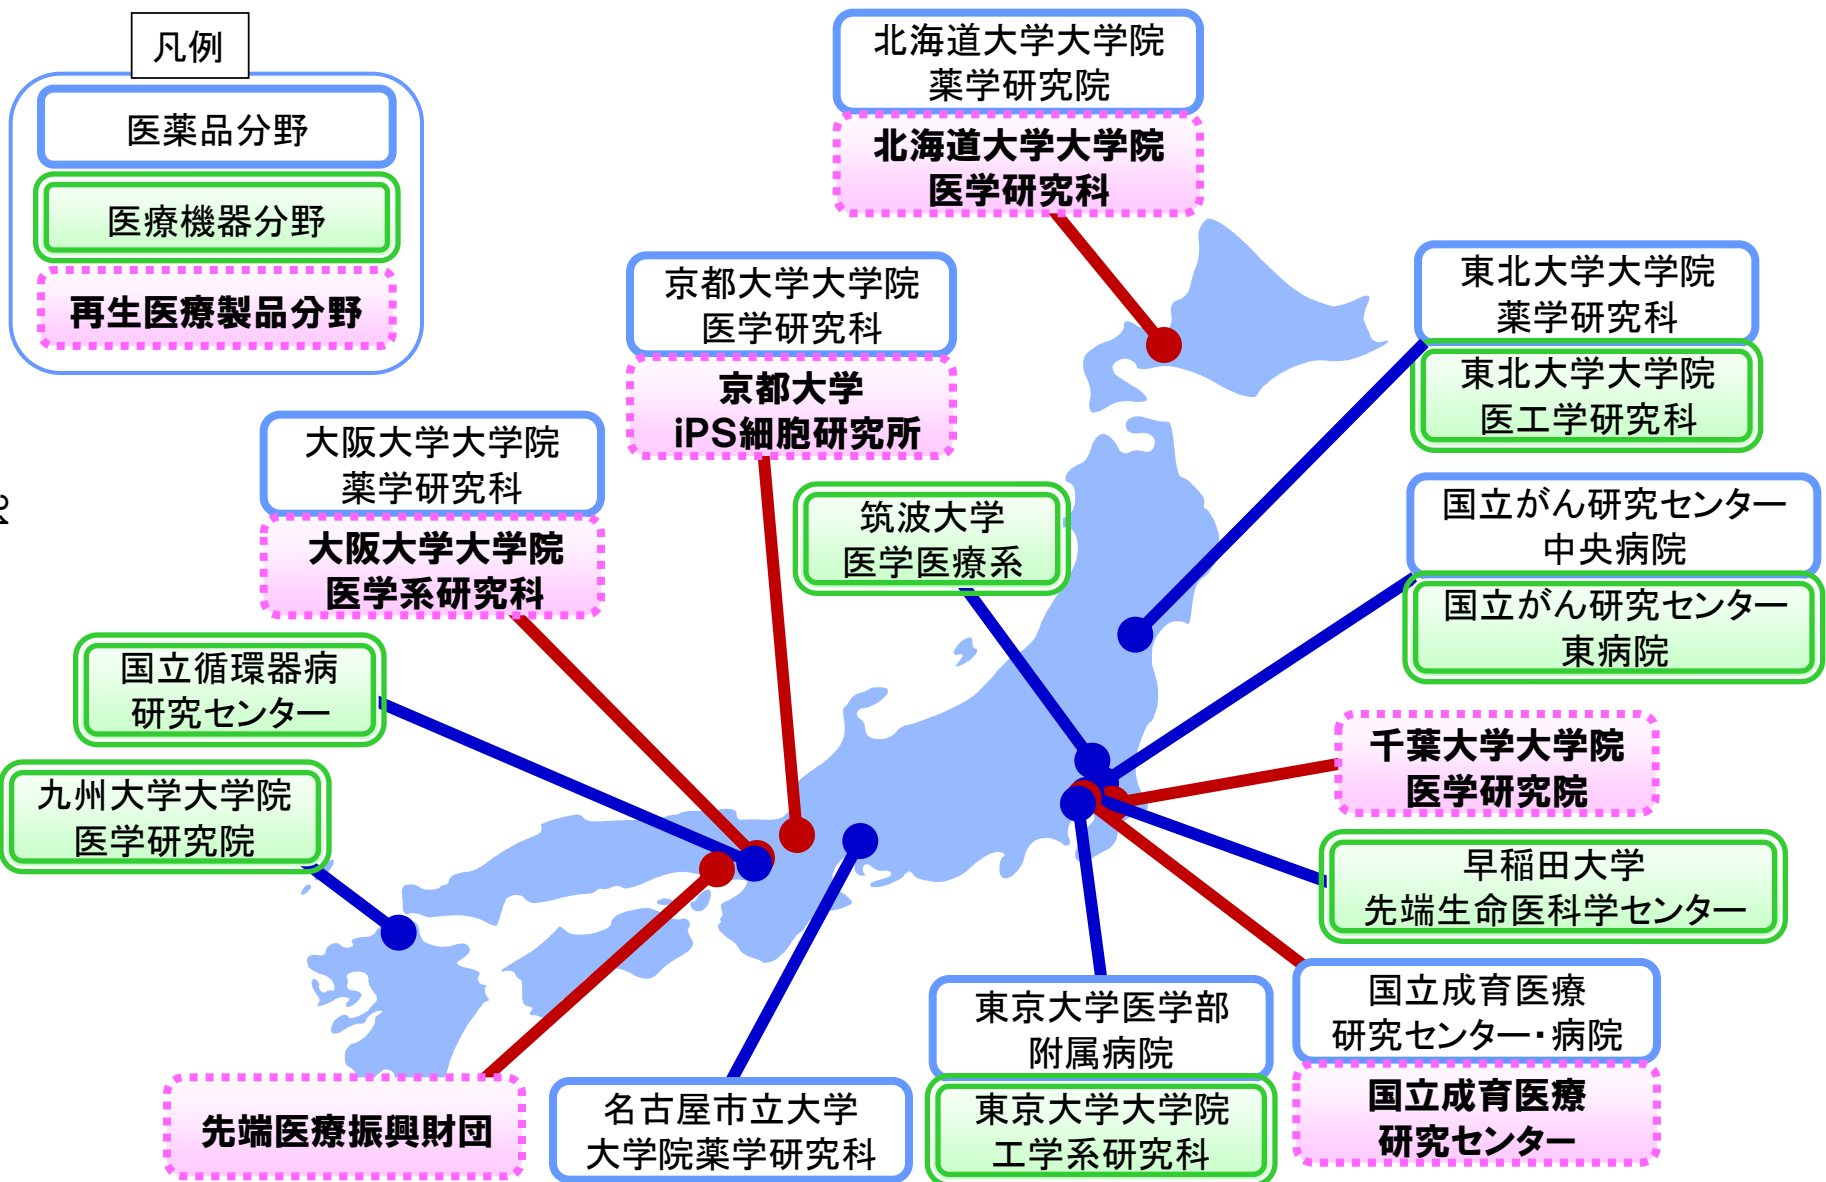 凡例
医薬品分野
医療機器分野
再生医療製品分野
北海道大学大学院
薬学研究院
北海道大学大学院
医学研究科
京都大学大学院
医学研究科
京都大学
iPS細胞研究所
東北大学大学院
薬学研究科
東北大学大学院
医工学研究科
大阪大学大学院
薬学研究科
大阪大学大学院
医学系研究科
筑波大学
医学医療系
国立がん研究センター
中央病院
国立がん研究センター
東病院
国立循環器病
研究センター
九州大学大学院
医学研究院
千葉大学大学院
医学研究院
早稲田大学
先端生命医科学センター
国立成育医療
研究センター・病院
国立成育医療
研究センター
東京大学医学部
附属病院
東京大学大学院
工学系研究科
名古屋市立大学
大学院薬学研究科
先端医療振興財団